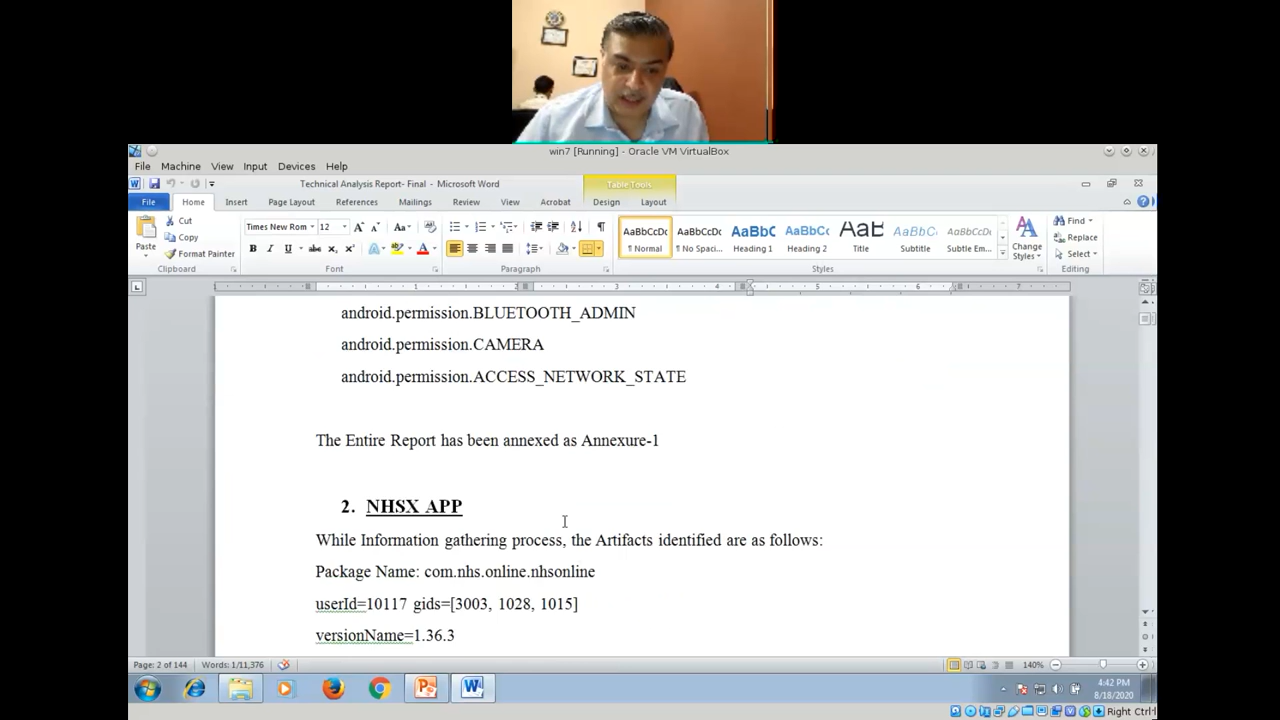 win7 [Running] - Oracle VM VirtualBox
File Machine View Input Devices Help
Technical Analysis Report- Final - Microsoft Word
Table Tools
File Home Insert Page Layout References Mailings Review View Acrobat Design Layout
Paste
Cut
Copy
Format Painter
Clipboard
Times New Rom 12
Font
Paragraph
AaBbCcDc AaBbCcDc AaBbC AaBbCc AaB AaBbCc. AaBbCcDc
¶ Normal ¶ No Spaci... Heading 1 Heading 2 Title Subtitle Subtle Em...
Styles
Change Styles
Find
Replace
Select
Editing
android.permission.BLUETOOTH_ADMIN
android.permission.CAMERA
android.permission.ACCESS_NETWORK_STATE
The Entire Report has been annexed as Annexure-1
2. NHSX APP
While Information gathering process, the Artifacts identified are as follows:
Package Name: com.nhs.online.nhsonline
userId=10117 gids=[3003, 1028, 1015]
versionName=1.36.3
Page: 2 of 144 Words: 1/11,376 140%
4:42 PM
8/18/2020
Right Ctrl